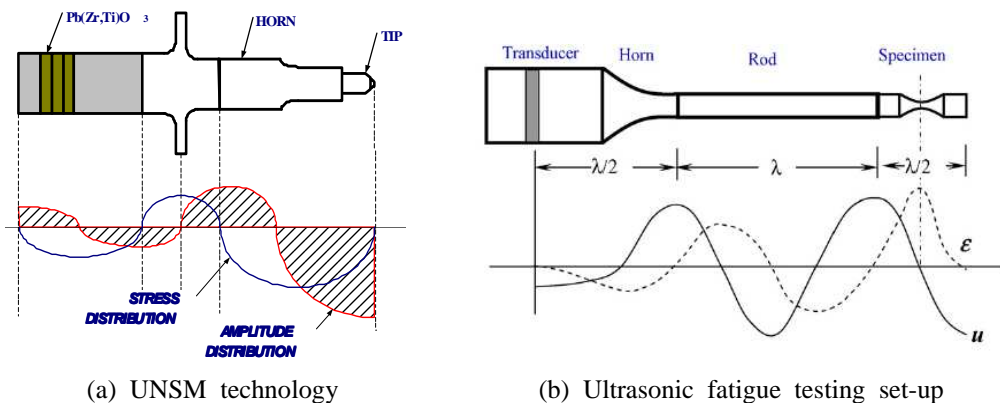 Pb(Zr,Ti)O 3
HORN
TIP
STRESS
DISTRIBUTION
AMPLITUDE
DISTRIBUTION
(a) UNSM technology
Transducer Horn Rod Specimen
λ/2 λ λ/2
ε
u
(b) Ultrasonic fatigue testing set-up